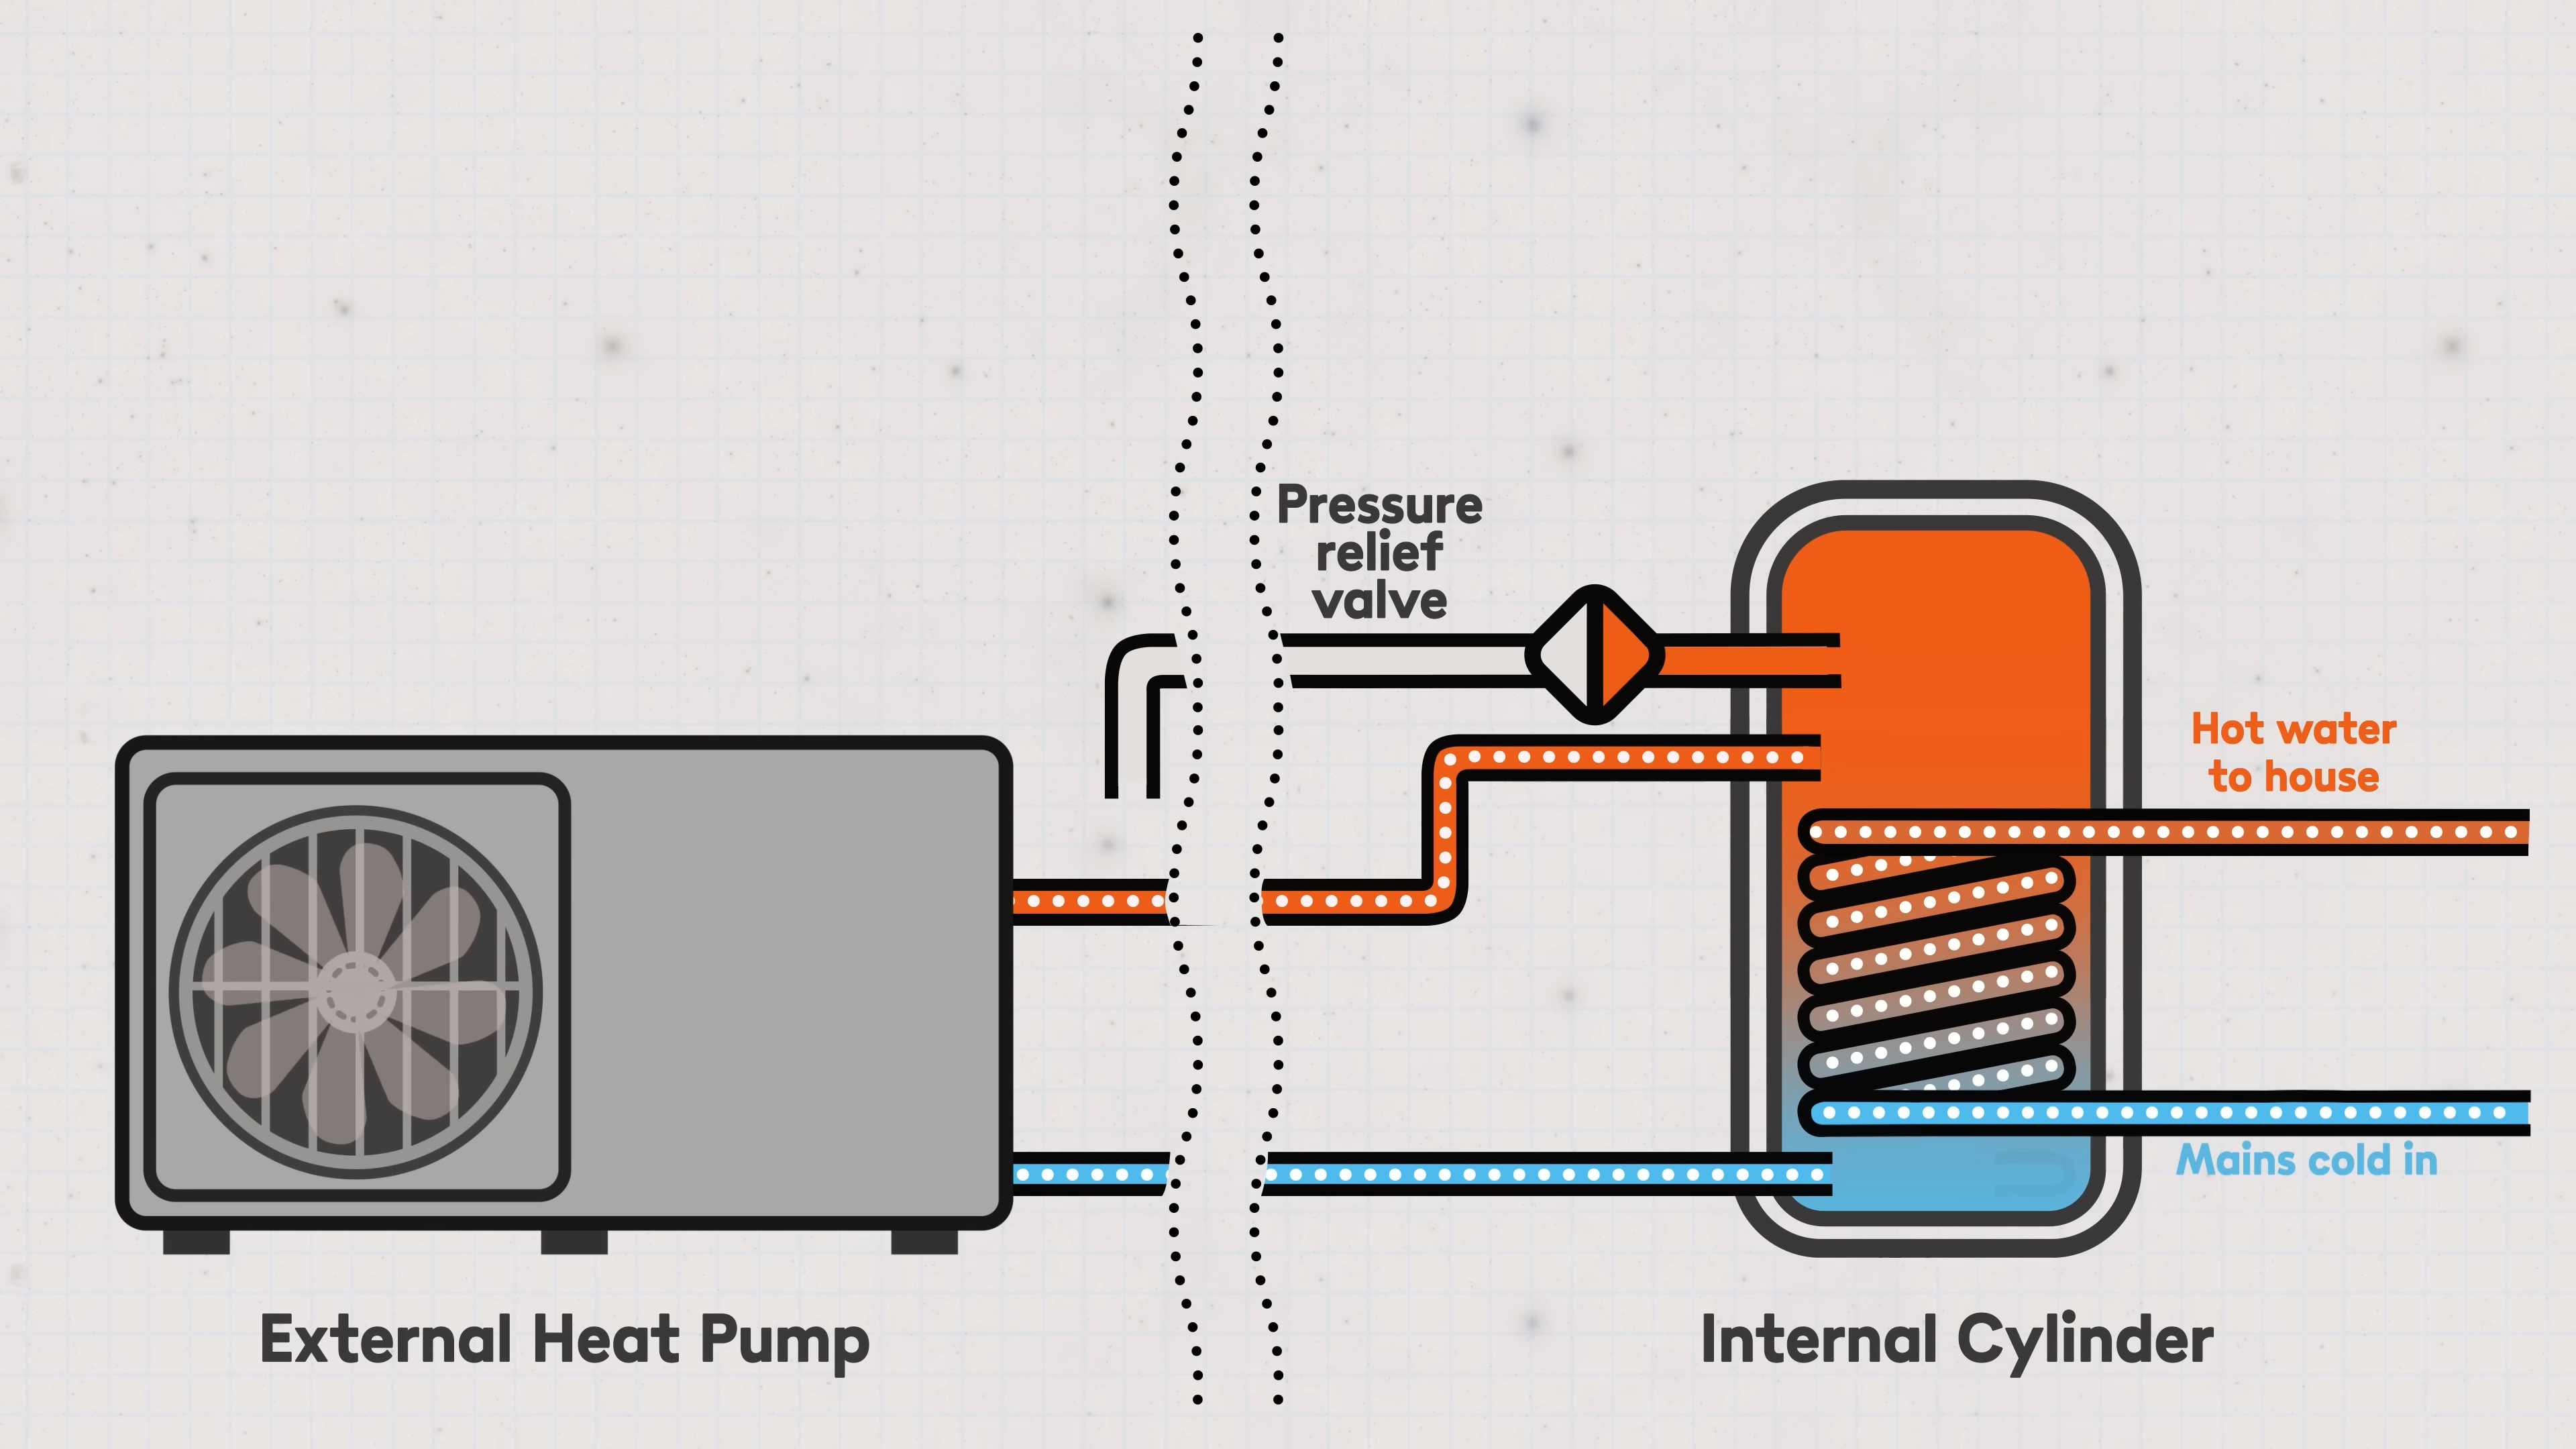 Pressure
relief
valve
Hot water
to house
Mains cold in
External Heat Pump
Internal Cylinder